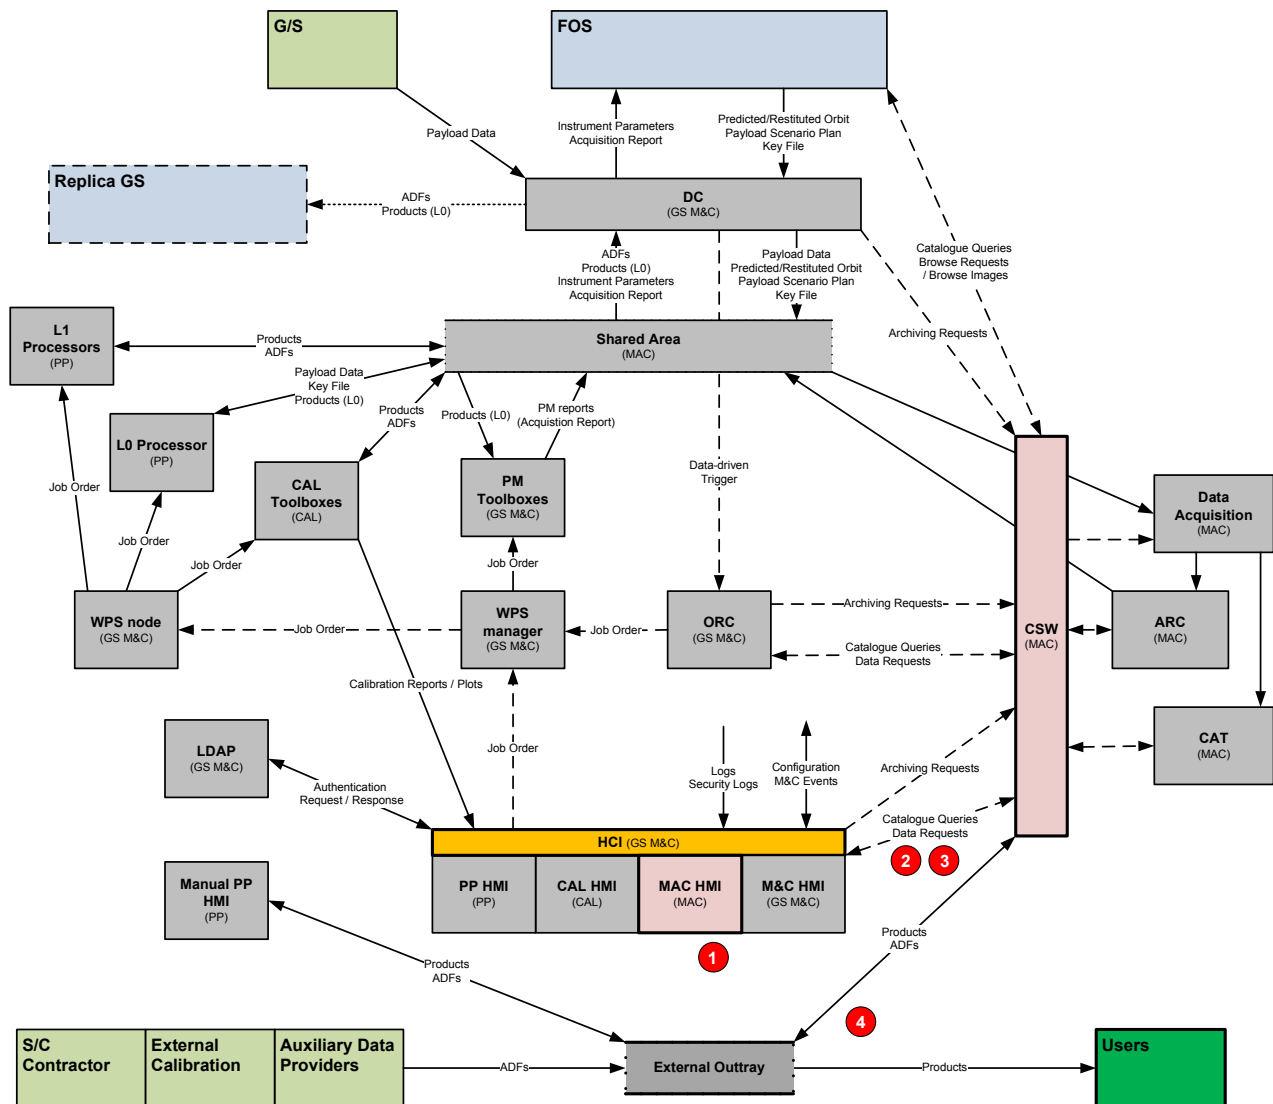 G/S
FOS
Payload Data
Instrument Parameters
Acquisition Report
Predicted/Restituted Orbit
Payload Scenario Plan
Key File
Replica GS
ADFs
Products (L0)
DC
(GS M&C)
Catalogue Queries
Browse Requests
/ Browse Images
ADFs
Products (L0)
Instrument Parameters
Acquisition Report
Payload Data
Predicted/Restituted Orbit
Payload Scenario Plan
Key File
Archiving Requests
L1
Processors
(PP)
Products
ADFs
Shared Area
(MAC)
Payload Data
Key File
Products (L0)
Products
ADFs
Products (L0)
PM reports
(Acquistion Report)
L0 Processor
(PP)
CAL
Toolboxes
(CAL)
PM
Toolboxes
(GS M&C)
Data-driven
Trigger
Data
Acquisition
(MAC)
Job Order
Job Order
Job Order
Job Order
WPS node
(GS M&C)
Job Order
WPS
manager
(GS M&C)
Job Order
ORC
(GS M&C)
Archiving Requests
Catalogue Queries
Data Requests
CSW
(MAC)
ARC
(MAC)
Calibration Reports / Plots
LDAP
(GS M&C)
Job Order
Logs
Security Logs
Configuration
M&C Events
Archiving Requests
CAT
(MAC)
Authentication
Request / Response
Catalogue Queries
Data Requests
HCI (GS M&C)
2 3
Manual PP
HMI
(PP)
PP HMI
(PP)
CAL HMI
(CAL)
MAC HMI
(MAC)
M&C HMI
(GS M&C)
1
Products
ADFs
Products
ADFs
4
S/C
Contractor
External
Calibration
Auxiliary Data
Providers
ADFs
External Outtray
Products
Users